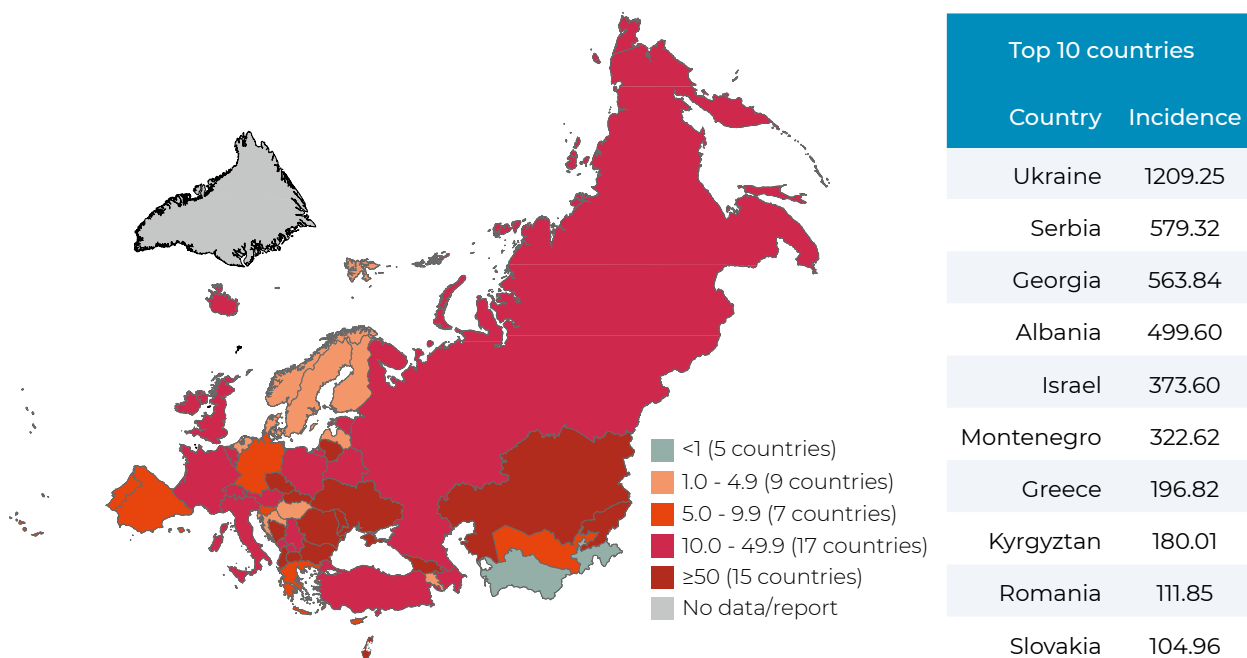 Top 10 countries
Country Incidence
Ukraine 1209.25
Serbia 579.32
Georgia 563.84
Albania 499.60
Israel 373.60
Montenegro 322.62
Greece 196.82
Kyrgyztan 180.01
Romania 111.85
Slovakia 104.96
<1 (5 countries)
1.0 - 4.9 (9 countries)
5.0 - 9.9 (7 countries)
10.0 - 49.9 (17 countries)
≥50 (15 countries)
No data/report